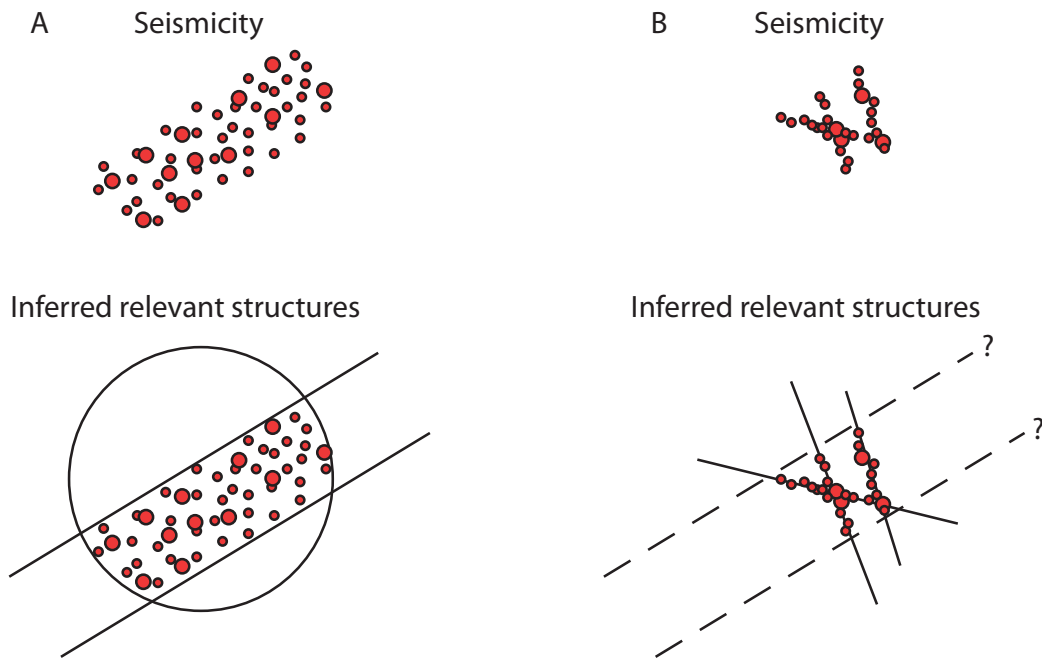 A Seismicity
B Seismicity
Inferred relevant structures
Inferred relevant structures
?
?